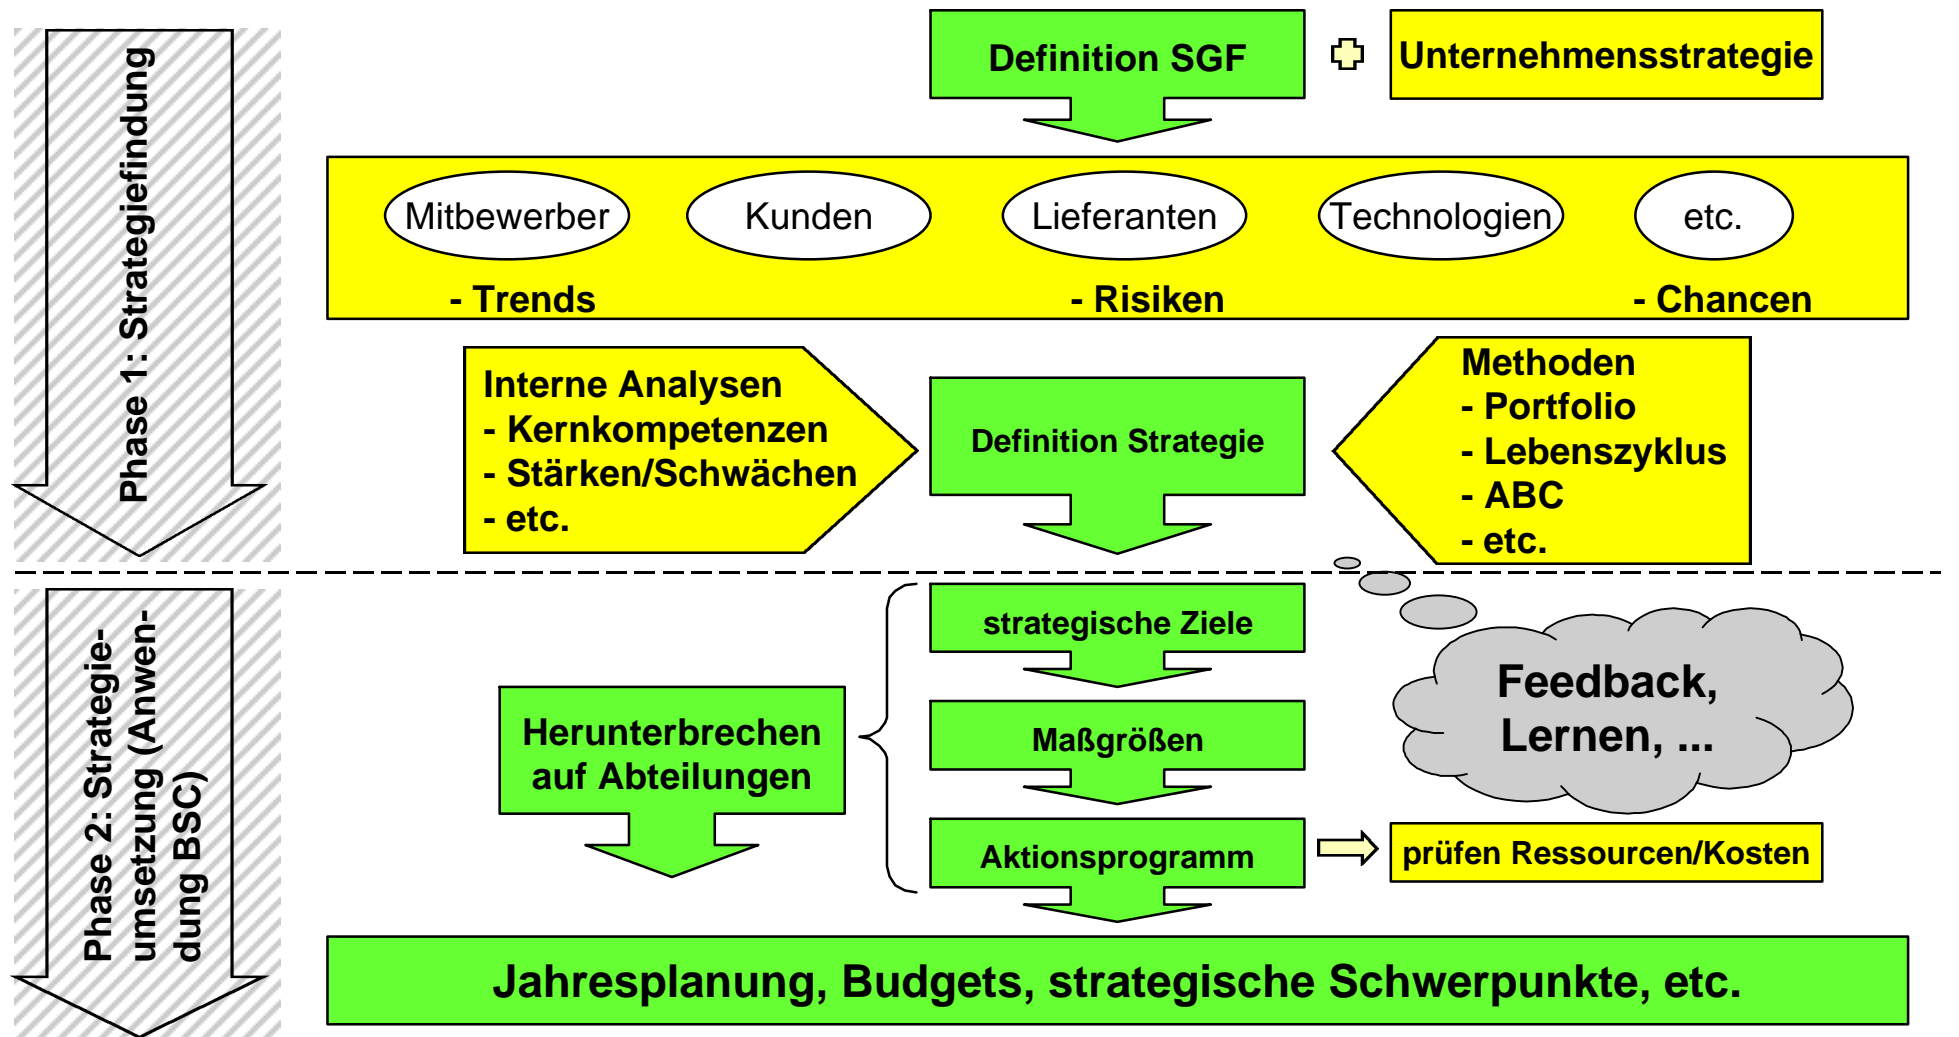 Phase 1: Strategiefindung
Definition SGF
Unternehmensstrategie
Mitbewerber
Kunden
Lieferanten
Technologien
etc.
- Trends
- Risiken
- Chancen
Interne Analysen
- Kernkompetenzen
- Stärken/Schwächen
- etc.
Definition Strategie
Methoden
- Portfolio
- Lebenszyklus
- ABC
- etc.
Phase 2: Strategie-
umsetzung (Anwen-
dung BSC)
Herunterbrechen
auf Abteilungen
strategische Ziele
Maßgrößen
Aktionsprogramm
Feedback,
Lernen, ...
prüfen Ressourcen/Kosten
Jahresplanung, Budgets, strategische Schwerpunkte, etc.